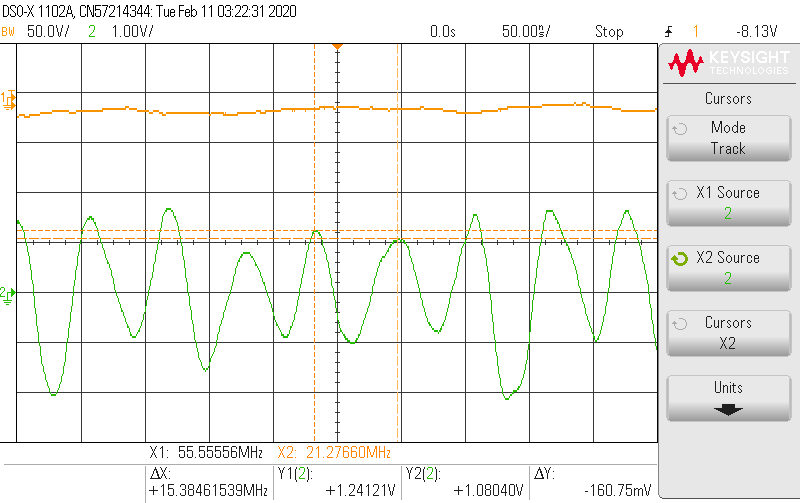 DSO-X 1102A, CN57214344: Tue Feb 11 03:22:31 2020
BW 50.0V/ 2 1.00V/ 0.0s 50.00ns/ Stop 1 -8.13V
KEYSIGHT
TECHNOLOGIES
Cursors
Mode
Track
X1 Source
2
X2 Source
2
Cursors
X2
Units
1
2
X1: 55.55556MHz X2: 21.27660MHz
ΔX: Y1(2): Y2(2): ΔY:
+15.38461539MHz +1.24121V +1.08040V -160.75mV